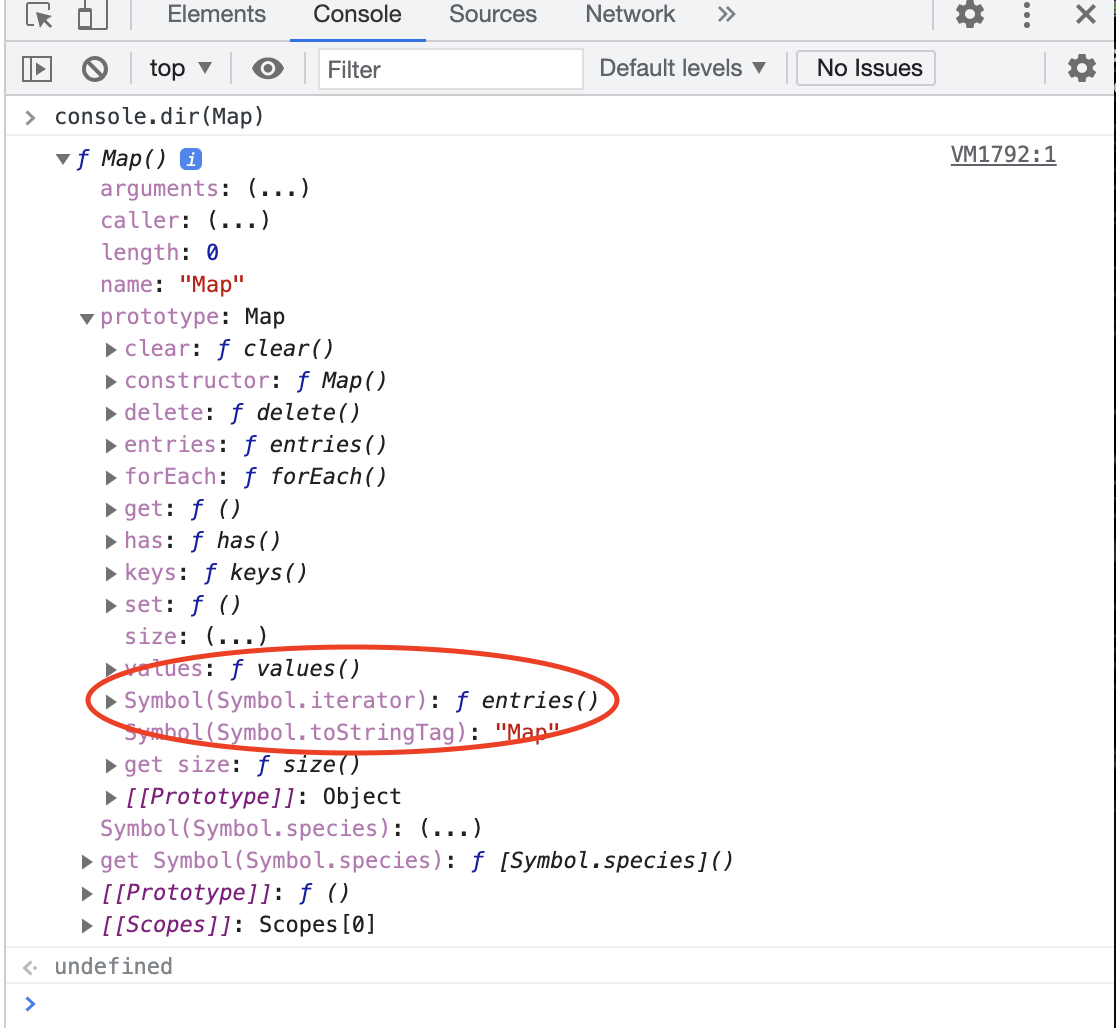 Elements Console Sources Network »
top ▼ Filter Default levels ▼ No Issues
> console.dir(Map)
▼ƒ Map() i VM1792:1
arguments: (...)
caller: (...)
length: 0
name: "Map"
▼prototype: Map
▶clear: ƒ clear()
▶constructor: ƒ Map()
▶delete: ƒ delete()
▶entries: ƒ entries()
▶forEach: ƒ forEach()
▶get: ƒ ()
▶has: ƒ has()
▶keys: ƒ keys()
▶set: ƒ ()
size: (...)
▶values: ƒ values()
▶Symbol(Symbol.iterator): ƒ entries()
Symbol(Symbol.toStringTag): "Map"
▶get size: ƒ size()
▶[[Prototype]]: Object
Symbol(Symbol.species): (...)
▶get Symbol(Symbol.species): ƒ [Symbol.species]()
▶[[Prototype]]: ƒ ()
▶[[Scopes]]: Scopes[0]
undefined
>